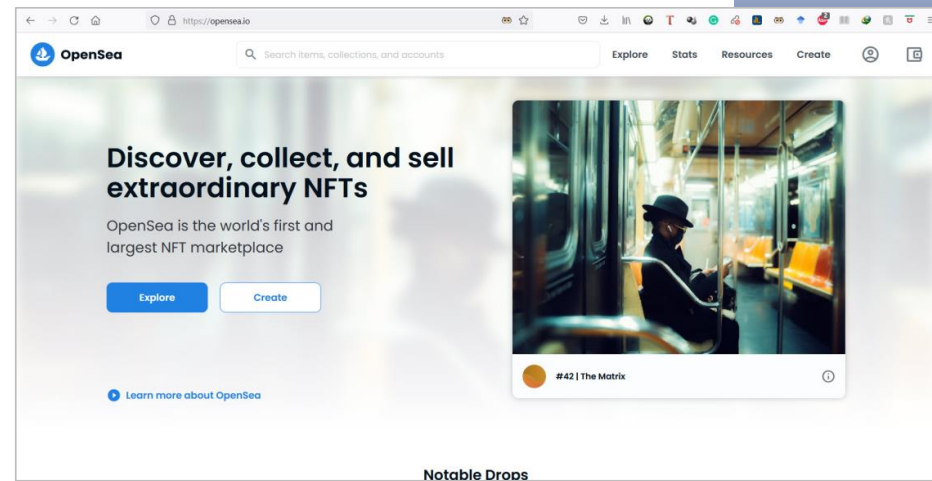 https://opensea.io
OpenSea
Search items, collections, and accounts
Explore
Stats
Resources
Create
Discover, collect, and sell
extraordinary NFTs
OpenSea is the world's first and
largest NFT marketplace
Explore
Create
#42 | The Matrix
Learn more about OpenSea
Notable Drops